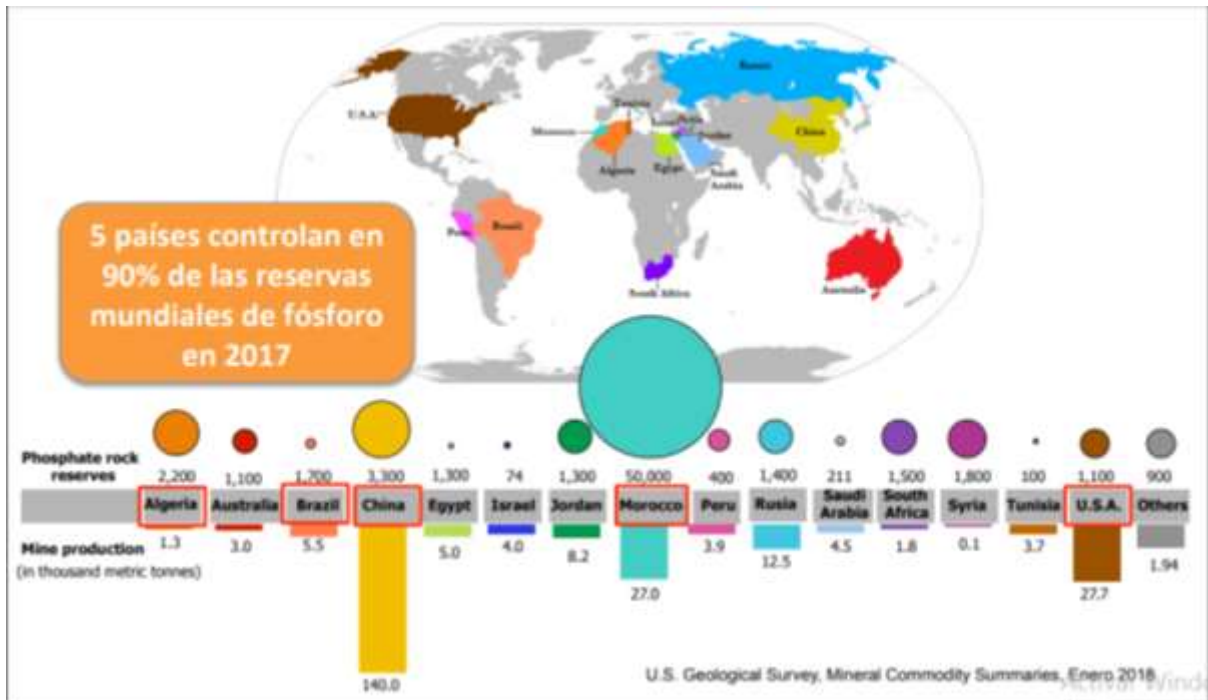 Russia
U.S.A
Tunisia
Morocco
Jordan
China
Algeria
Egypt
Saudi
Arabia
Peru
Brazil
South Africa
Australia
5 países controlan en
90% de las reservas
mundiales de fósforo
en 2017
Phosphate rock
reserves
2,200 1,100 1,700 3,300 1,300 74 1,300 50,000 400 1,400 211 1,500 1,800 100 1,100 900
Algeria Australia Brazil China Egypt Israel Jordan Morocco Peru Rusia Saudi Arabia South Africa Syria Tunisia U.S.A. Others
Mine production
(in thousand metric tonnes)
1.3 3.0 5.5 140.0 5.0 4.0 8.2 27.0 3.9 12.5 4.5 1.8 0.1 3.7 27.7 1.94
U.S. Geological Survey, Mineral Commodity Summaries, Enero 2018